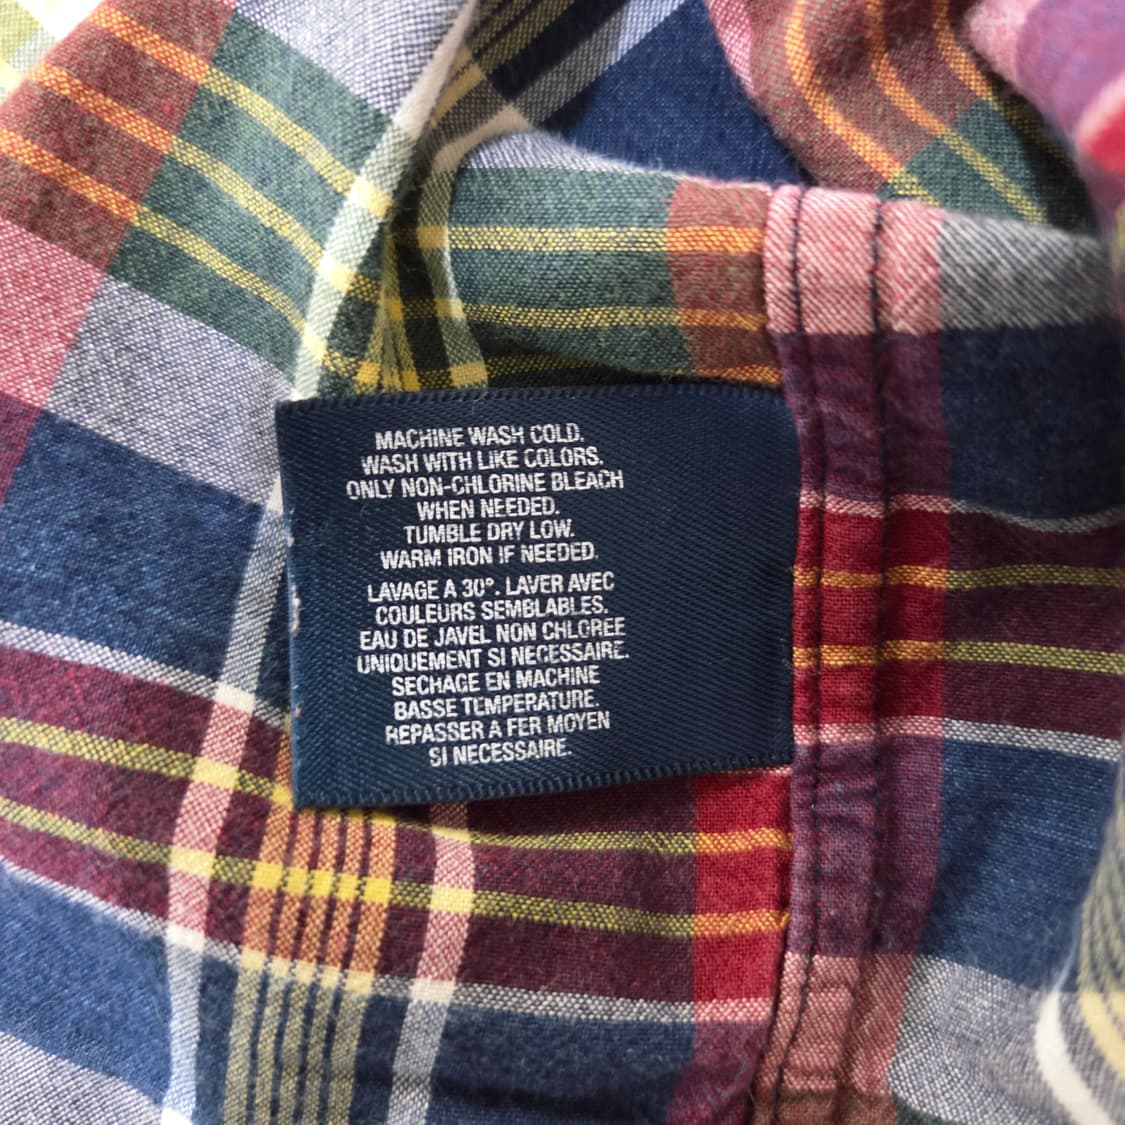 MACHINE WASH COLD.
WASH WITH LIKE COLORS.
ONLY NON-CHLORINE BLEACH
WHEN NEEDED.
TUMBLE DRY LOW.
WARM IRON IF NEEDED.
LAVAGE A 30°. LAVER AVEC
COULEURS SEMBLABLES.
EAU DE JAVEL NON CHLOREE
UNIQUEMENT SI NECESSAIRE.
SECHAGE EN MACHINE
BASSE TEMPERATURE.
REPASSER A FER MOYEN
SI NECESSAIRE.